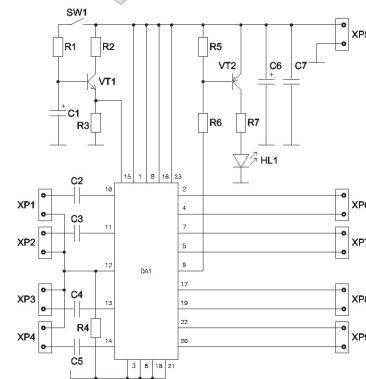 SW1
R1
R2
VT1
C1
R3
R5
VT2
C6
C7
XP5
R6
R7
HL1
15 1 8 16 23
XP1
C2
10
2
XP6
4
XP2
C3
11
7
XP7
5
12
DA1
9
XP3
C4
13
17
XP8
19
R4
XP4
14
22
XP9
20
C5
3 6 18 21